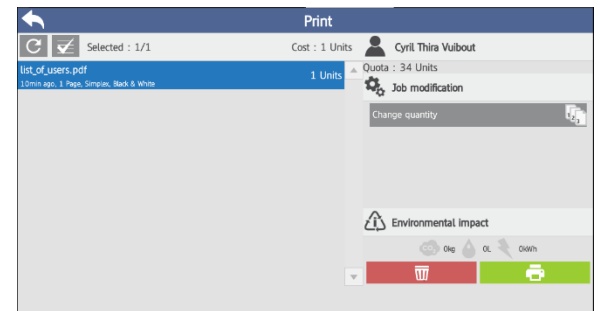 Print
Selected : 1/1
Cost : 1 Units
Cyril Thira Vuibout
list_of_users.pdf
1 Units
10min ago, 1 Page, Simplex, Black & White
Quota : 34 Units
Job modification
Change quantity
Environmental impact
0kg
0L
0kWh